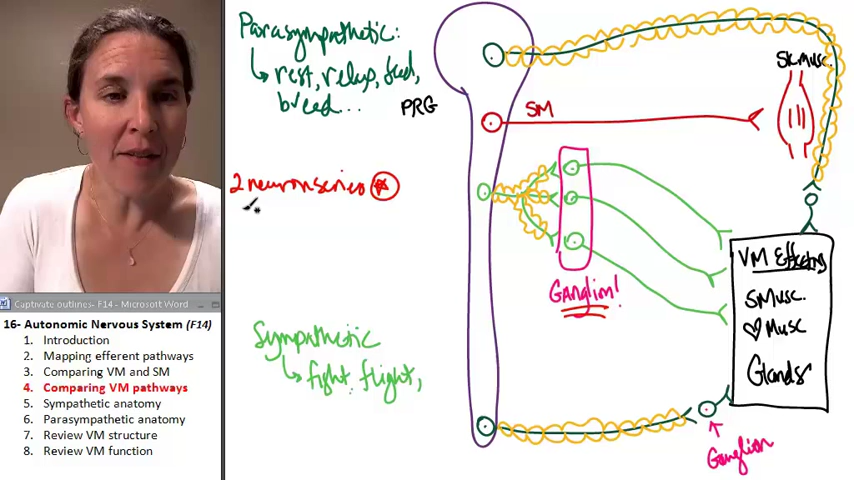 Parasympathetic:
↳ rest, relax, feed,
breed...
PRG
SM
Sk Musc.
2 neuron series
Ganglion!
VM Effectors
SMusc.
♡ Musc
Glands
Sympathetic
↳ fight, flight,
Ganglion
Captivate outlines- F14 - Microsoft Word
16- Autonomic Nervous System (F14)
1. Introduction
2. Mapping efferent pathways
3. Comparing VM and SM
4. Comparing VM pathways
5. Sympathetic anatomy
6. Parasympathetic anatomy
7. Review VM structure
8. Review VM function